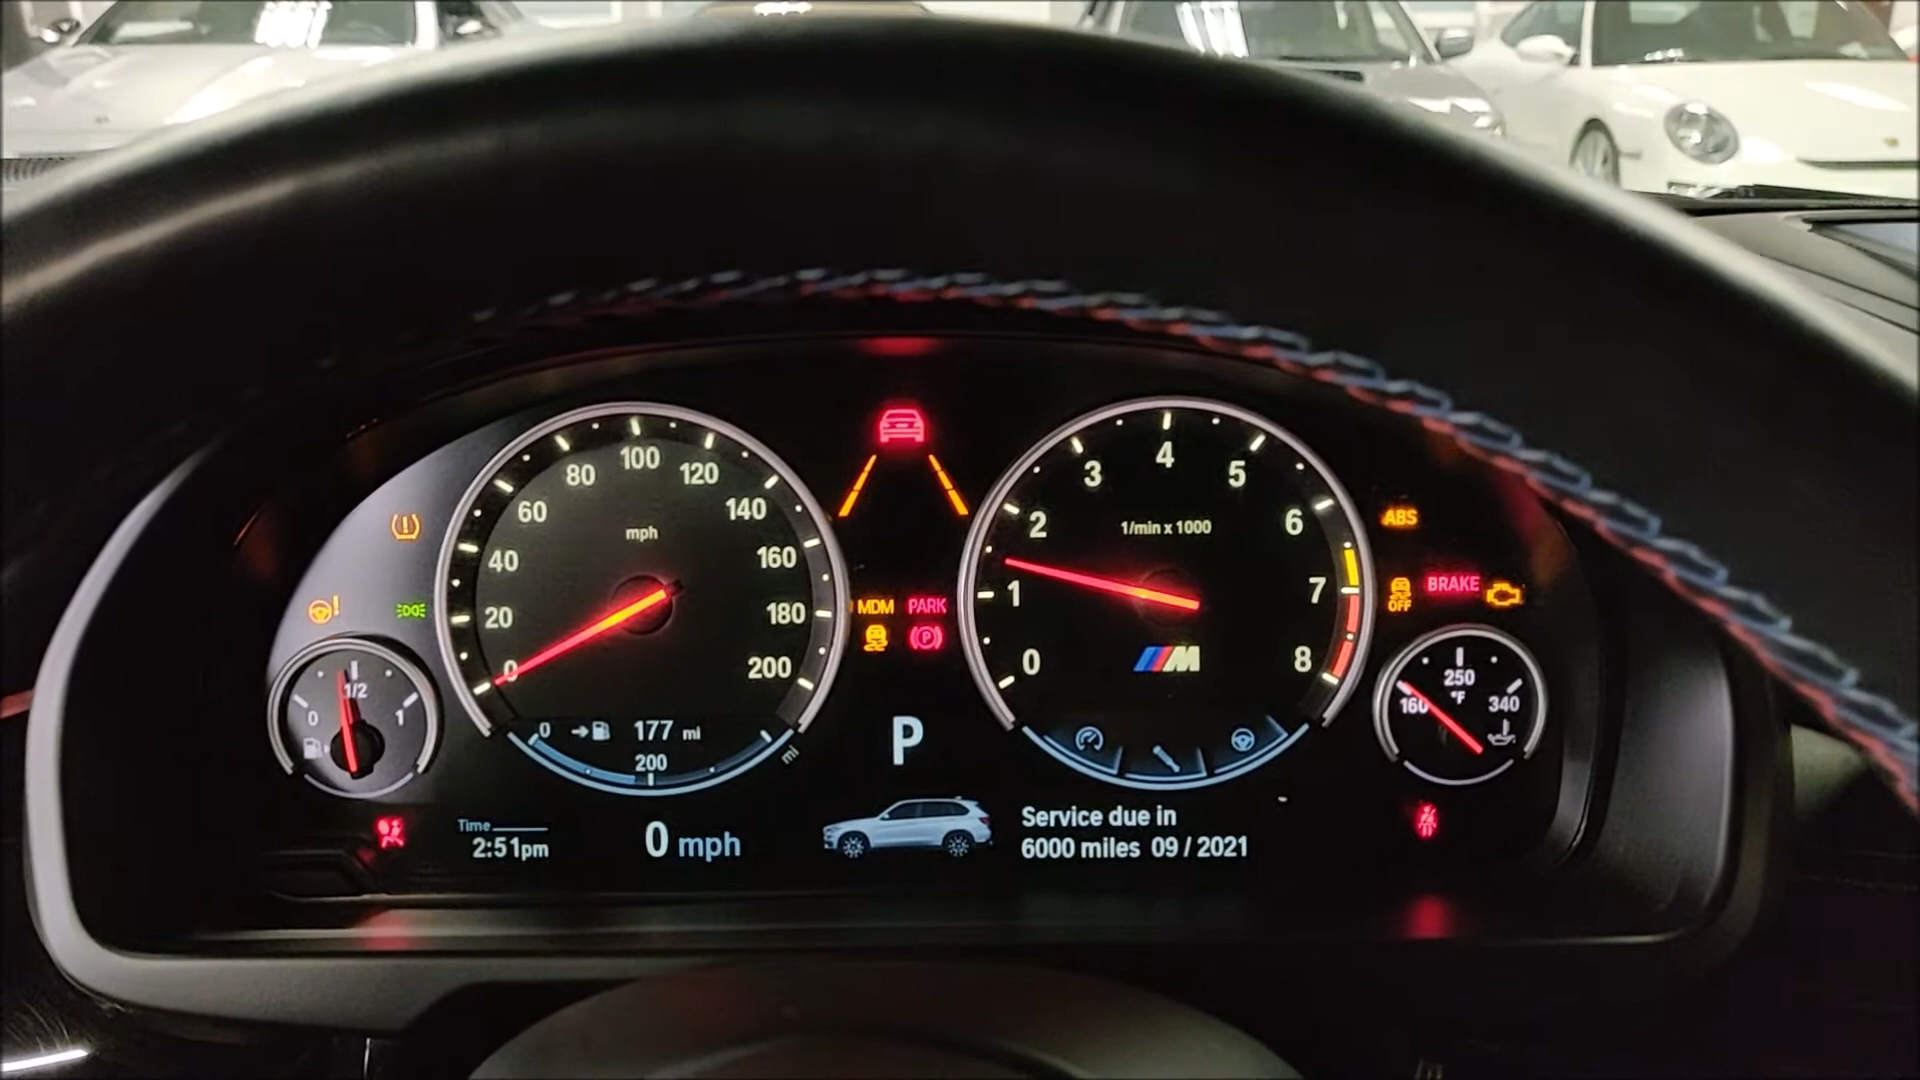 100
80
120
60
140
mph
40
160
20
180
0
200
0
177 mi
200
mi
3
4
5
2
6
1/min x 1000
1
7
0
8
M
ABS
MDM
PARK
P
OFF
BRAKE
1/2
0
1
250
°F
160
340
P
Time
2:51pm
0 mph
Service due in
6000 miles 09 / 2021